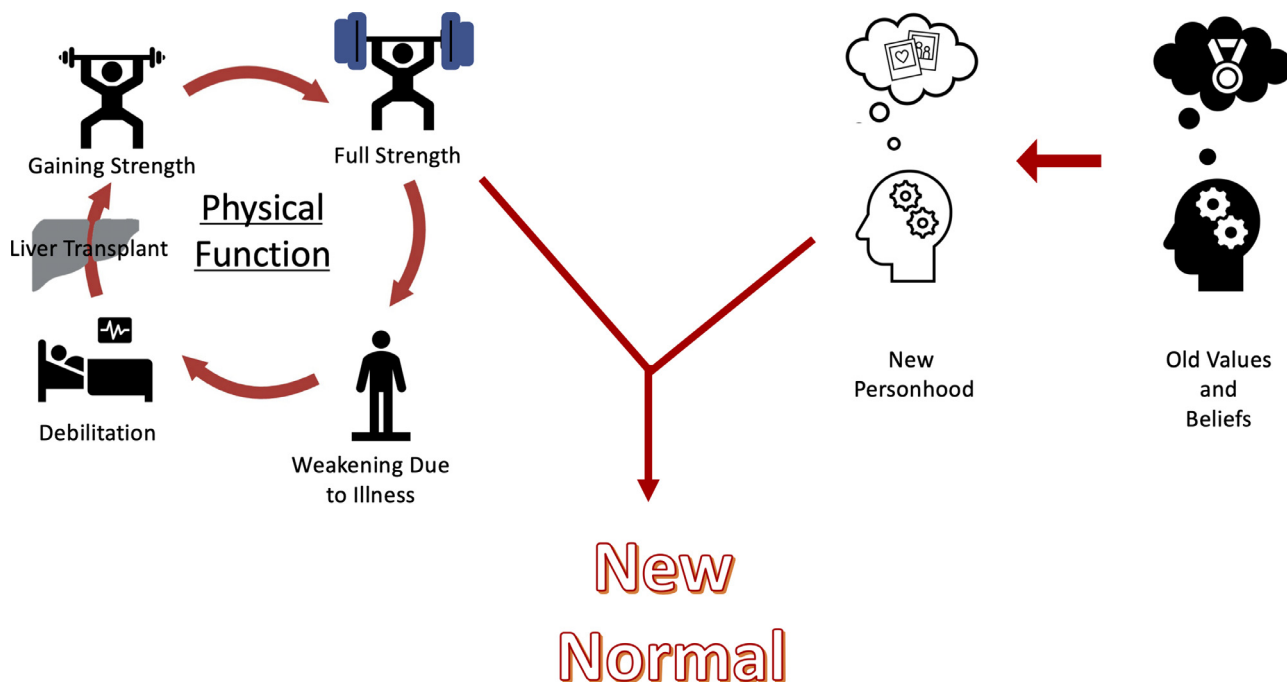 Gaining Strength
Full Strength
Physical
Function
Liver Transplant
Debilitation
Weakening Due
to Illness
New
Personhood
Old Values
and
Beliefs
New
Normal